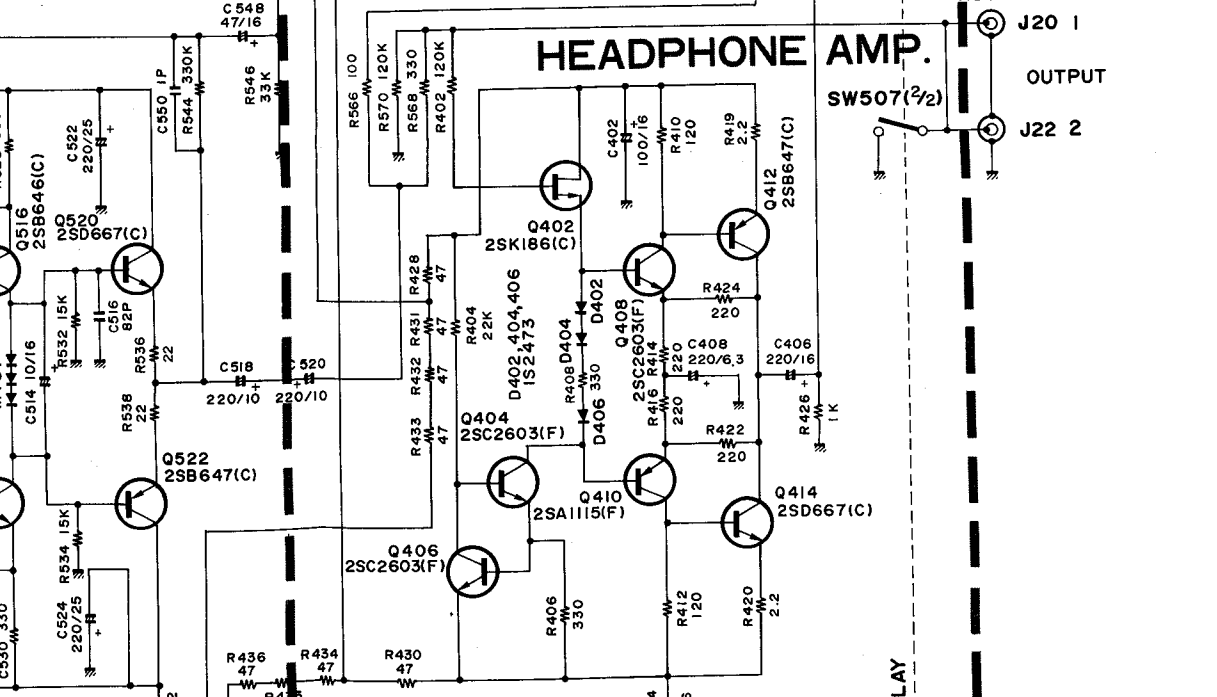 C548
47/16
HEADPHONE AMP.
J20 1
OUTPUT
SW507(2/2)
J22 2
R546
33K
R544 330K
C550 1P
R566 100
R570 120K
R568 330
R402 120K
C522
220/25
C402
100/16
R410
120
R419
2.2
Q412
2SB647(C)
Q516
2SB646(C)
Q520
2SD667(C)
Q402
2SK186(C)
R428
47
R431
47
R432
47
R433
47
R404
22K
D402,404,406
1S2473
D402
D404
R408
330
D406
Q408
2SC2603(F)
R424
220
R414
220
C408
220/6.3
C406
220/16
R416
220
R426
1K
R422
220
R532 15K
C516
82P
R536
22
C514 10/16
R538
22
C518
220/10
C520
220/10
Q404
2SC2603(F)
Q522
2SB647(C)
Q410
2SA1115(F)
Q414
2SD667(C)
R534 15K
Q406
2SC2603(F)
C524
220/25
R406
330
R412
120
R420
2.2
C530 330
R436
47
R434
47
R430
47
LAY